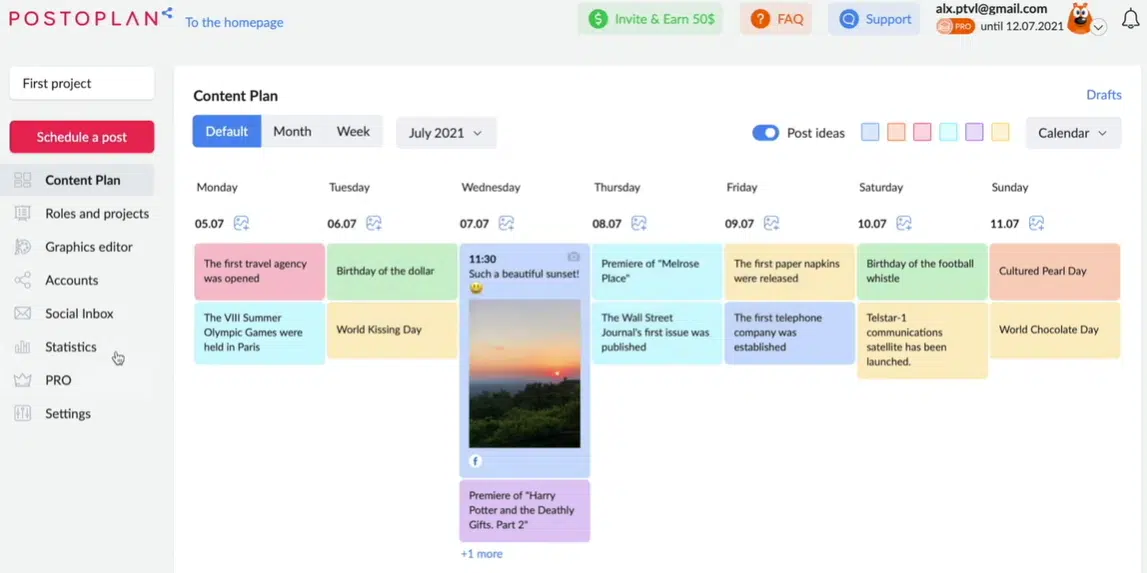 POSTOPLAN
To the homepage
$ Invite & Earn 50$
? FAQ
Support
alx.ptvl@gmail.com
PRO until 12.07.2021
First project
Schedule a post
Content Plan
Roles and projects
Graphics editor
Accounts
Social Inbox
Statistics
PRO
Settings
Content Plan
Drafts
Default
Month
Week
July 2021
Post ideas
Calendar
Monday
Tuesday
Wednesday
Thursday
Friday
Saturday
Sunday
05.07
06.07
07.07
08.07
09.07
10.07
11.07
The first travel agency
was opened
The VIII Summer
Olympic Games were
held in Paris
Birthday of the dollar
World Kissing Day
11:30
Such a beautiful sunset!
f
Premiere of "Harry
Potter and the Deathly
Gifts. Part 2"
+1 more
Premiere of "Melrose
Place"
The Wall Street
Journal's first issue was
published
The first paper napkins
were released
The first telephone
company was
established
Birthday of the football
whistle
Telstar-1
communications
satellite has been
launched.
Cultured Pearl Day
World Chocolate Day